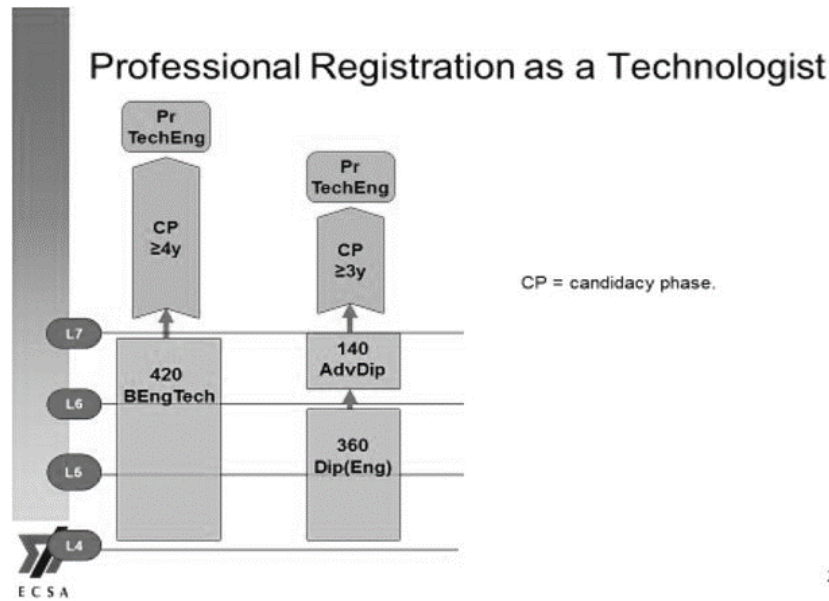 Professional Registration as a Technologist
Pr
TechEng
Pr
TechEng
CP
≥4y
CP
≥3y
CP = candidacy phase.
L7
140
AdvDip
420
BEngTech
L6
360
Dip(Eng)
L5
L4
E C S A